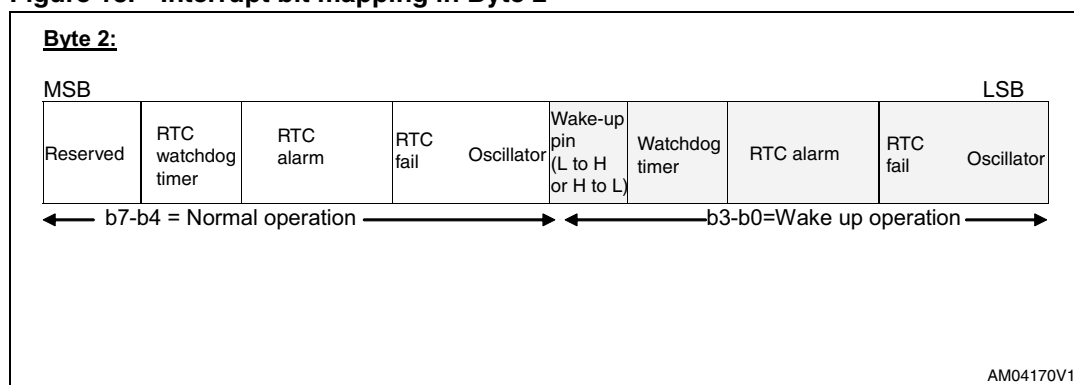 Figure 18. Interrupt bit mapping in Byte 2
Byte 2:
MSB LSB
Reserved
RTC
watchdog
timer
RTC
alarm
RTC
fail
Oscillator
Wake-up
pin
(L to H
or H to L)
Watchdog
timer
RTC alarm
RTC
fail
Oscillator
b7-b4 = Normal operation
b3-b0=Wake up operation
AM04170V1